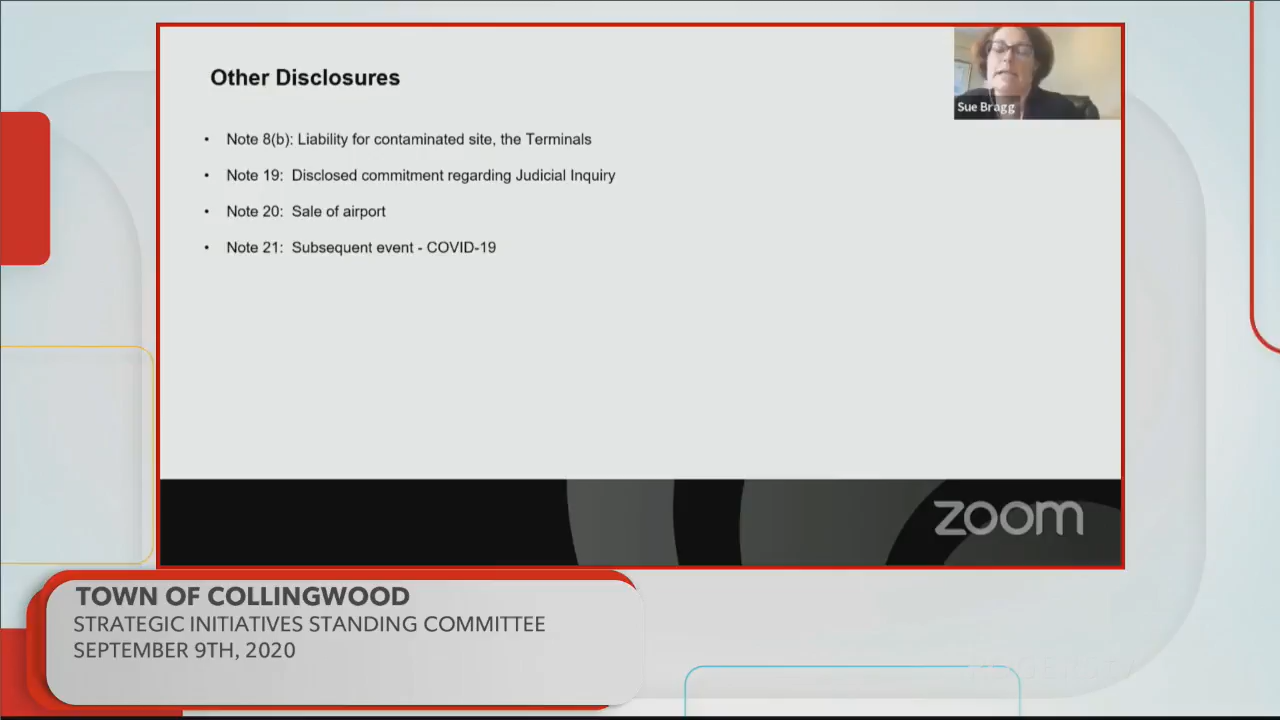 Other Disclosures
Sue Bragg
• Note 8(b): Liability for contaminated site, the Terminals
• Note 19: Disclosed commitment regarding Judicial Inquiry
• Note 20: Sale of airport
• Note 21: Subsequent event - COVID-19
zoom
TOWN OF COLLINGWOOD
STRATEGIC INITIATIVES STANDING COMMITTEE
SEPTEMBER 9TH, 2020